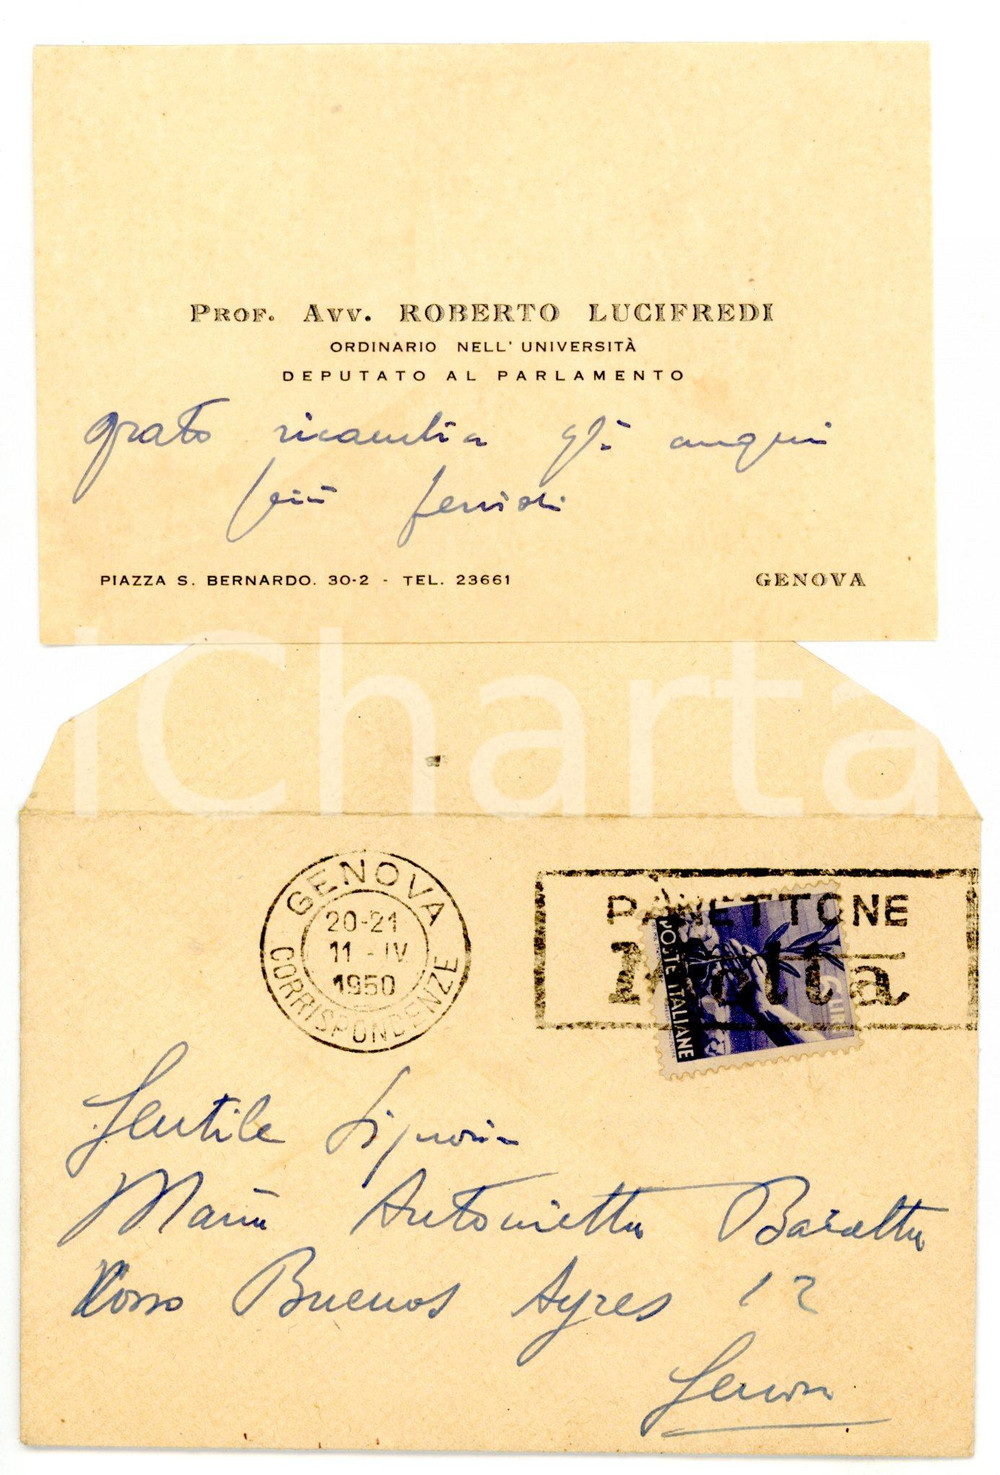 PROF. AVV. ROBERTO LUCIFREDI
ORDINARIO NELL' UNIVERSITÀ
DEPUTATO AL PARLAMENTO
grato ricambia gli auguri
più fervidi
PIAZZA S. BERNARDO. 30-2 - TEL. 23661
GENOVA
iCharta
GENOVA
20-21
11-IV
1950
CORRISPONDENZE
PANETTONE
Motta
POSTE ITALIANE
Gentile Signora
Maria Antonietta Baratta
Corso Buenos Ayres 12
Genova